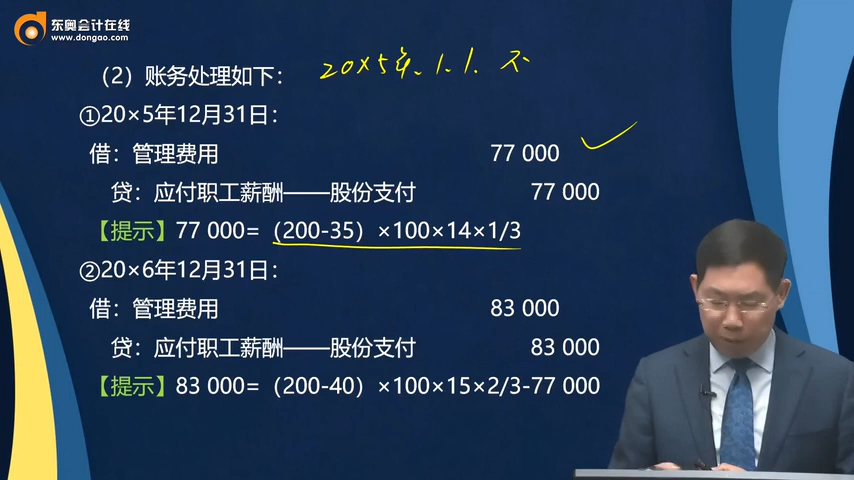 东奥会计在线
www.dongao.com
（2）账务处理如下： 20×5年.1.1. 不
①20×5年12月31日：
借：管理费用 77 000
贷：应付职工薪酬——股份支付 77 000
【提示】77 000=（200-35）×100×14×1/3
②20×6年12月31日：
借：管理费用 83 000
贷：应付职工薪酬——股份支付 83 000
【提示】83 000=（200-40）×100×15×2/3-77 000